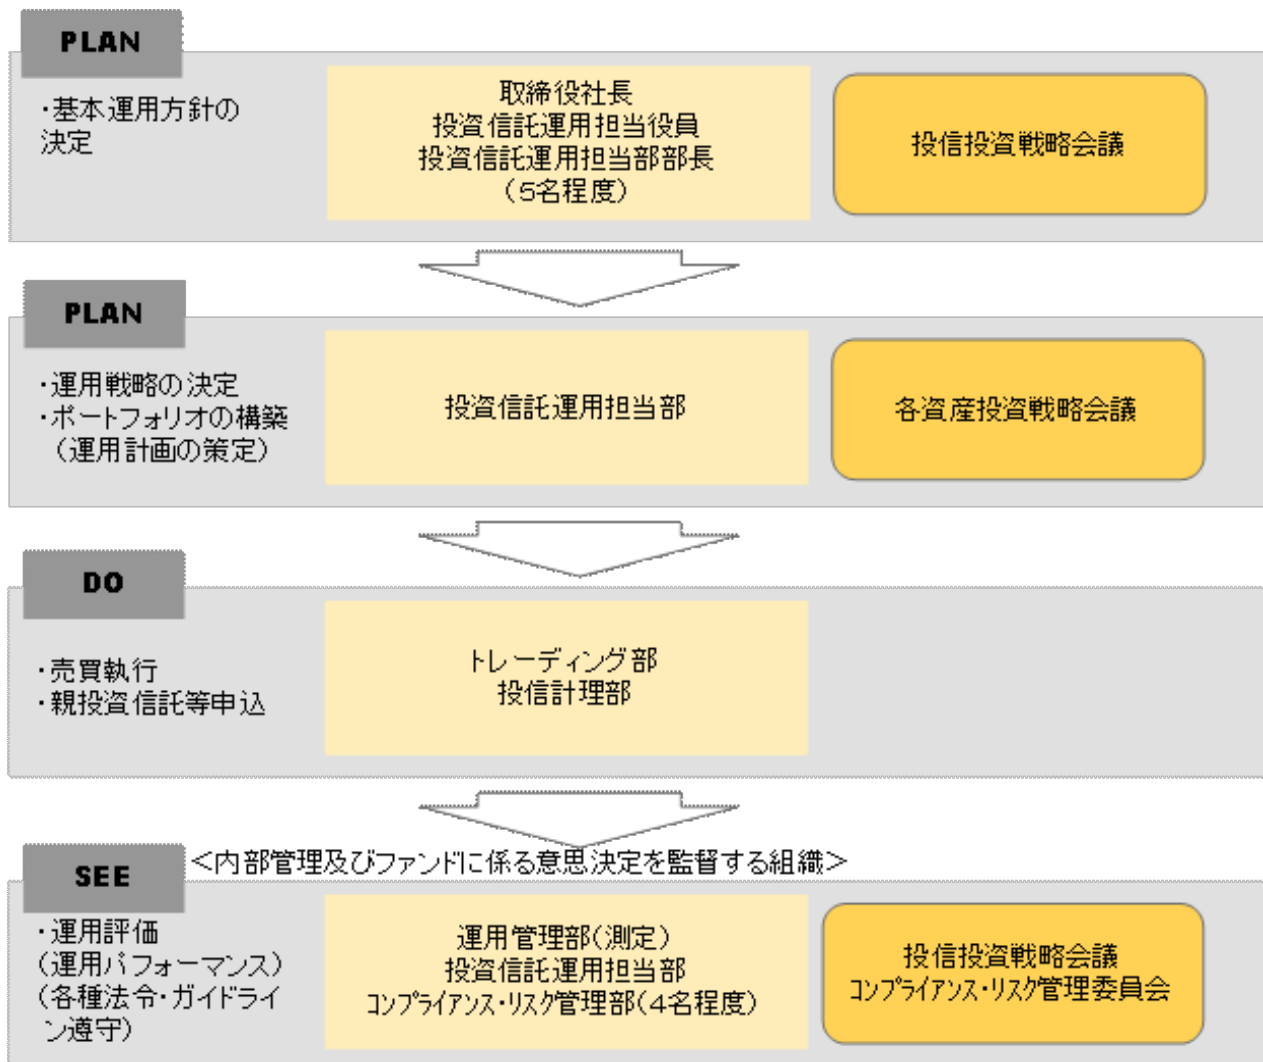 PLAN
・基本運用方針の
決定
取締役社長
投資信託運用担当役員
投資信託運用担当部部長
(5名程度)
投信投資戦略会議
PLAN
・運用戦略の決定
・ポートフォリオの構築
(運用計画の策定)
投資信託運用担当部
各資産投資戦略会議
DO
・売買執行
・親投資信託等申込
トレーディング部
投信計理部
SEE
<内部管理及びファンドに係る意思決定を監督する組織>
・運用評価
(運用パフォーマンス)
(各種法令・ガイドライ
ン遵守)
運用管理部(測定)
投資信託運用担当部
コンプライアンス・リスク管理部(4名程度)
投信投資戦略会議
コンプライアンス・リスク管理委員会